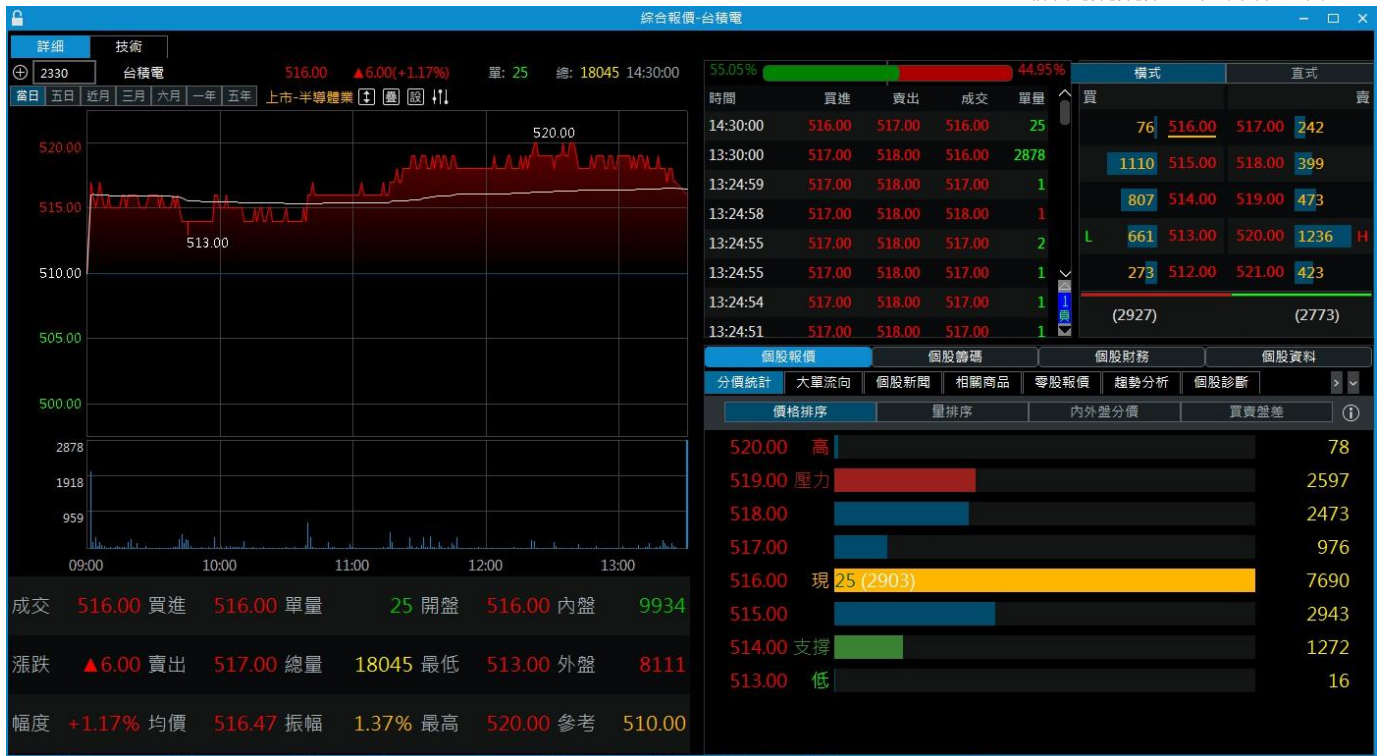 綜合報價-台積電
詳細 技術
2330 台積電 516.00 ▲6.00(+1.17%) 單: 25 總: 18045 14:30:00
當日 五日 近月 三月 六月 一年 五年 上市-半導體業 疊 設
520.00
520.00
515.00
513.00
510.00
505.00
500.00
2878
1918
959
09:00 10:00 11:00 12:00 13:00
成交 516.00 買進 516.00 單量 25 開盤 516.00 內盤 9934
漲跌 ▲6.00 賣出 517.00 總量 18045 最低 513.00 外盤 8111
幅度 +1.17% 均價 516.47 振幅 1.37% 最高 520.00 參考 510.00
55.05% 44.95%
時間 買進 賣出 成交 單量
14:30:00 516.00 517.00 516.00 25
13:30:00 517.00 518.00 516.00 2878
13:24:59 517.00 518.00 517.00 1
13:24:58 517.00 518.00 518.00 1
13:24:55 517.00 518.00 517.00 2
13:24:55 517.00 518.00 517.00 1
13:24:54 517.00 518.00 517.00 1
13:24:51 517.00 518.00 517.00 1
1
頁
橫式 直式
買 賣
76 516.00 517.00 242
1110 515.00 518.00 399
807 514.00 519.00 473
L 661 513.00 520.00 1236 H
273 512.00 521.00 423
(2927) (2773)
個股報價 個股籌碼 個股財務 個股資料
分價統計 大單流向 個股新聞 相關商品 零股報價 趨勢分析 個股診斷
價格排序 量排序 內外盤分價 買賣盤差
520.00 高 78
519.00 壓力 2597
518.00 2473
517.00 976
516.00 現 25 (2903) 7690
515.00 2943
514.00 支撐 1272
513.00 低 16